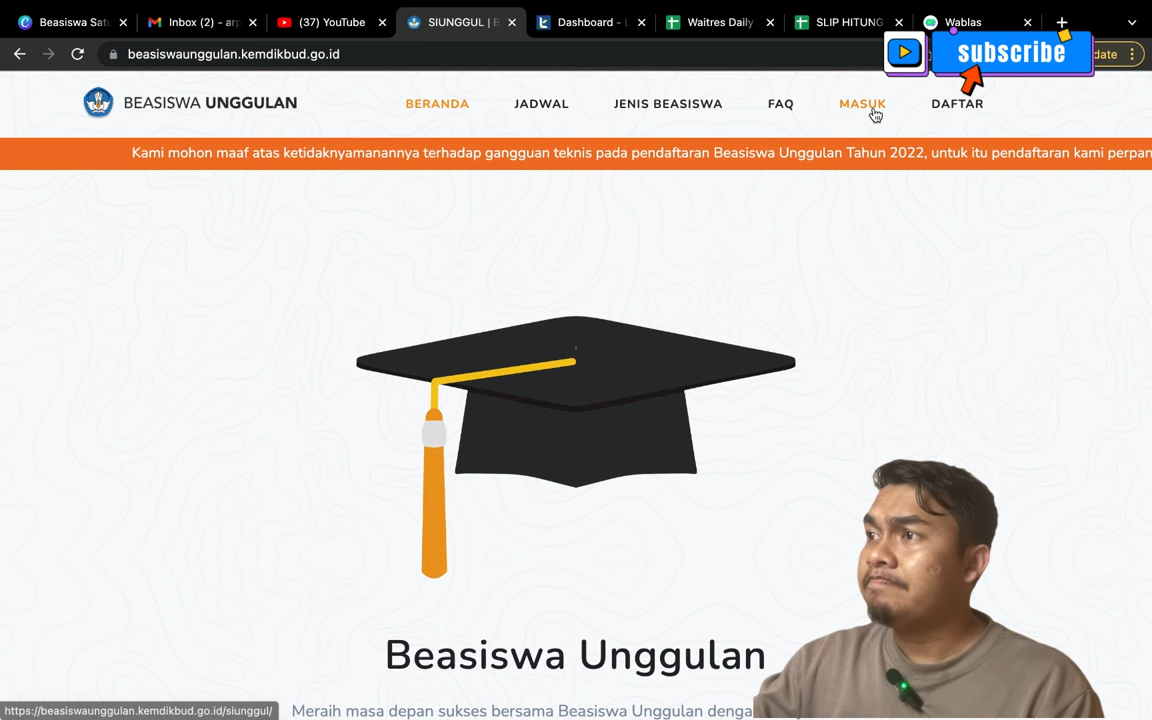 Beasiswa Satu
Inbox (2) - arp
(37) YouTube
SIUNGGUL | B
Dashboard - L
Waitres Daily
SLIP HITUNG
Wablas
beasiswaunggulan.kemdikbud.go.id
subscribe
date
BEASISWA UNGGULAN
BERANDA
JADWAL
JENIS BEASISWA
FAQ
MASUK
DAFTAR
Kami mohon maaf atas ketidaknyamanannya terhadap gangguan teknis pada pendaftaran Beasiswa Unggulan Tahun 2022, untuk itu pendaftaran kami perpan
Beasiswa Unggulan
https://beasiswaunggulan.kemdikbud.go.id/siunggul/
Meraih masa depan sukses bersama Beasiswa Unggulan denga